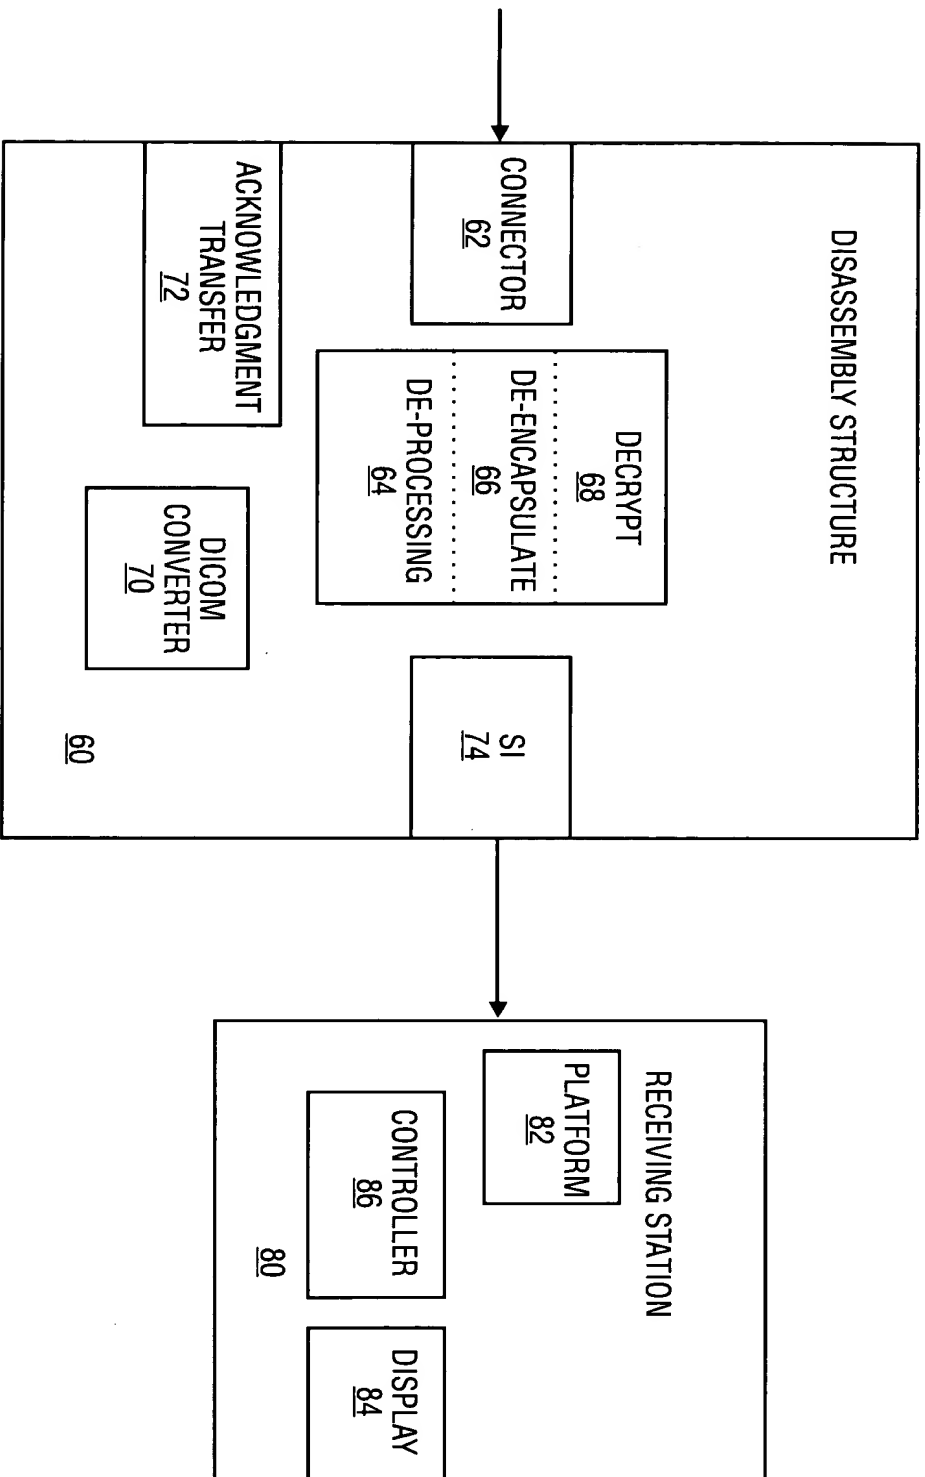 DISASSEMBLY STRUCTURE
CONNECTOR
62
DECRYPT
68
DE-ENCAPSULATE
66
DE-PROCESSING
64
SI
74
ACKNOWLEDGMENT
TRANSFER
72
DICOM
CONVERTER
70
60
RECEIVING STATION
PLATFORM
82
CONTROLLER
86
DISPLAY
84
80